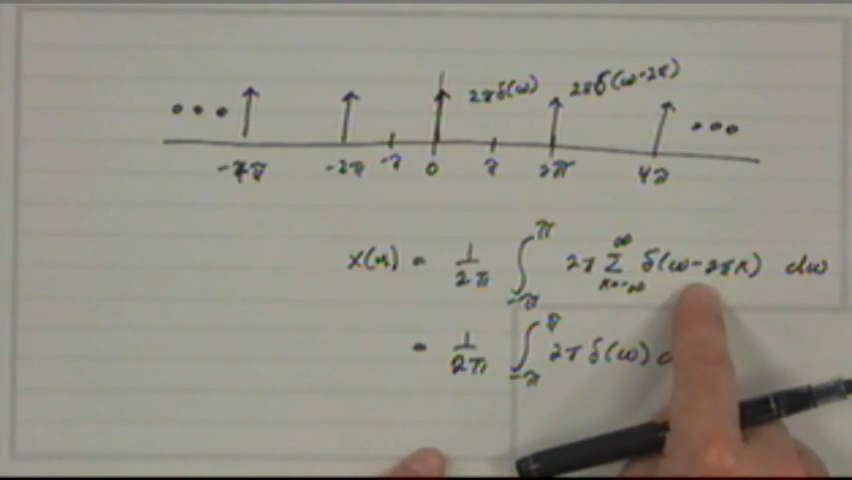 2πδ(ω) 2πδ(ω-2π)
-4π -2π -π 0 π 2π 4π
x(n) = 1/2π ∫_{-π}^{π} 2π Σ_{k=-∞}^{∞} δ(ω-2πk) dω
= 1/2π ∫_{-π}^{π} 2π δ(ω) d